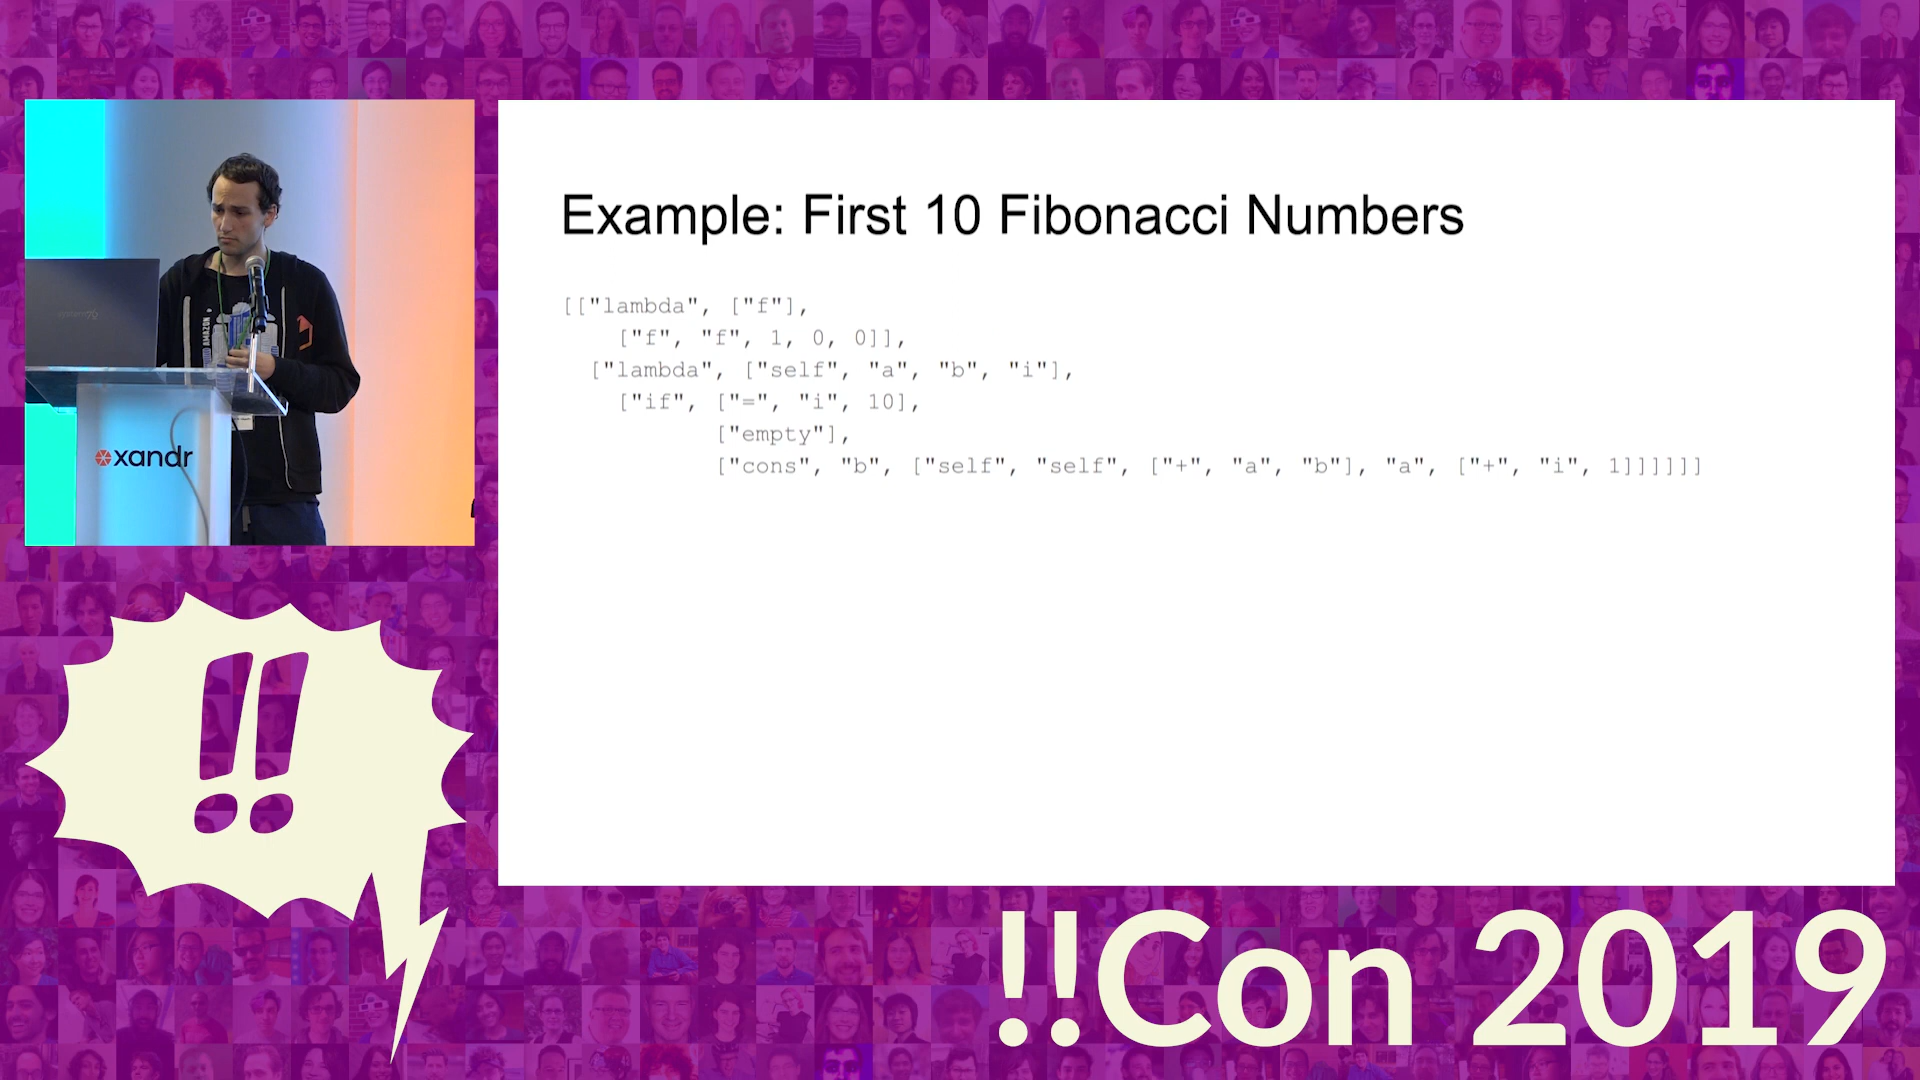 Example: First 10 Fibonacci Numbers
[["lambda", ["f"],
["f", "f", 1, 0, 0]],
["lambda", ["self", "a", "b", "i"],
["if", ["=", "i", 10],
["empty"],
["cons", "b", ["self", "self", ["+", "a", "b"], "a", ["+", "i", 1]]]]]]
AMAZON
xandr
!!
!!Con 2019